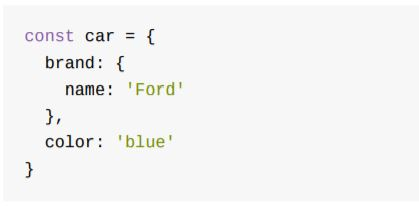 const car = {
  brand: {
    name: 'Ford'
  },
  color: 'blue'
}